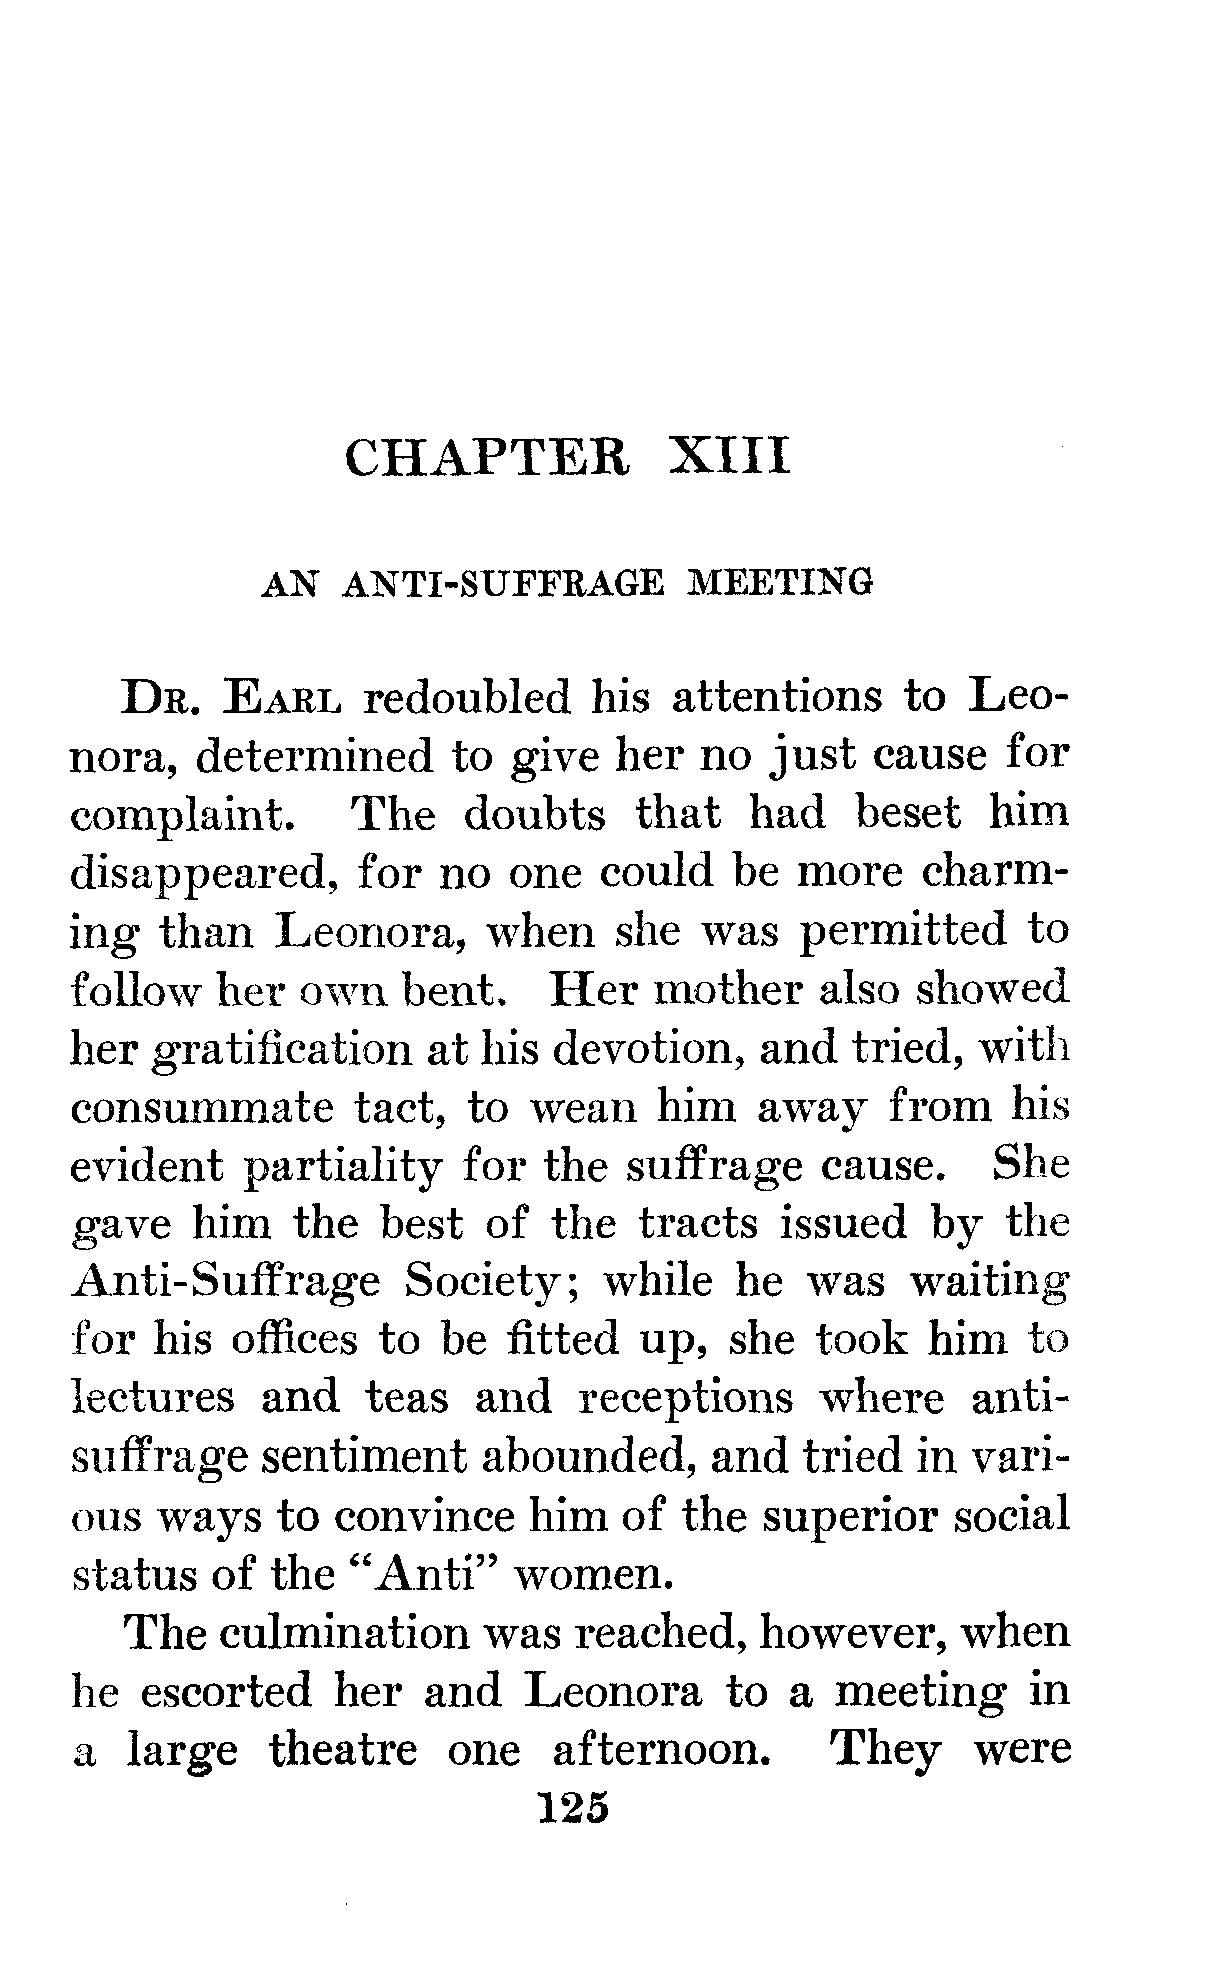 CHAPTER XIII
AN ANTI-SUFFRAGE MEETING
DR. EARL redoubled his attentions to Leo-
nora, determined to give her no just cause for
complaint. The doubts that had beset him
disappeared, for no one could be more charm-
ing than Leonora, when she was permitted to
follow her own bent. Her mother also showed
her gratification at his devotion, and tried, with
consummate tact, to wean him away from his
evident partiality for the suffrage cause. She
gave him the best of the tracts issued by the
Anti-Suffrage Society; while he was waiting
for his offices to be fitted up, she took him to
lectures and teas and receptions where anti-
suffrage sentiment abounded, and tried in vari-
ous ways to convince him of the superior social
status of the “Anti” women.
The culmination was reached, however, when
he escorted her and Leonora to a meeting in
a large theatre one afternoon. They were
125